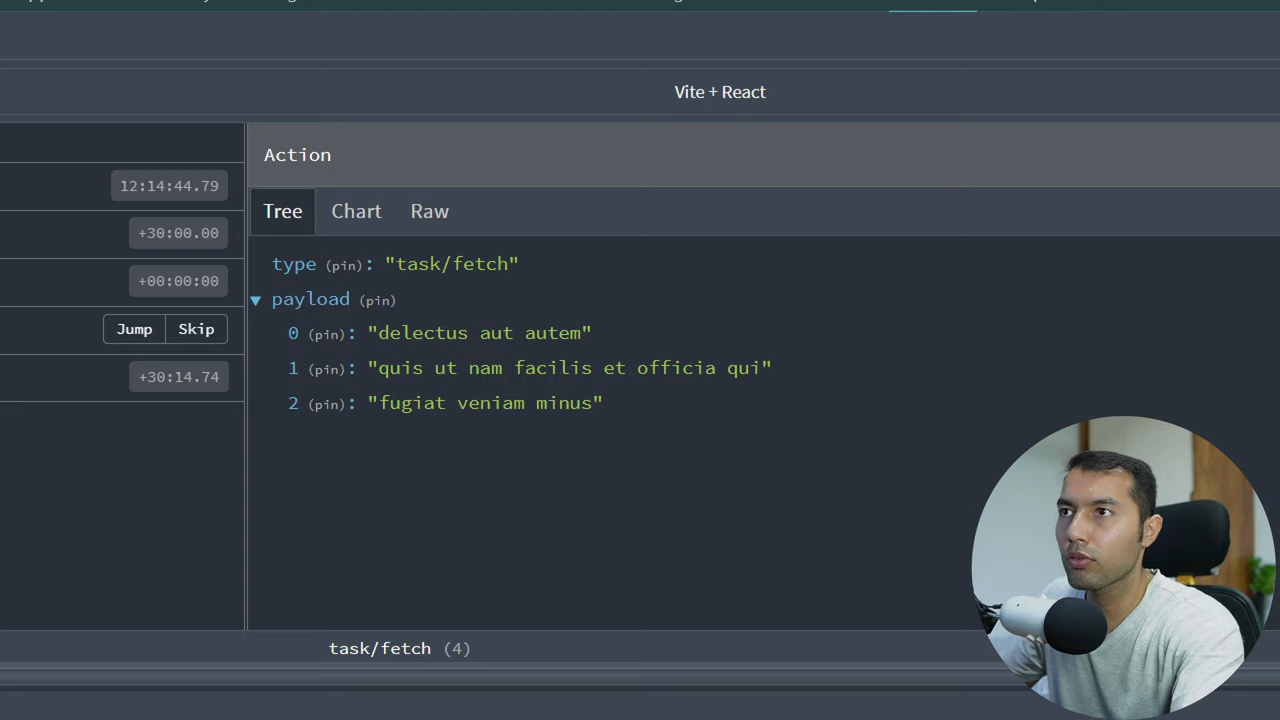 Vite + React
Action
12:14:44.79
+30:00.00
+00:00:00
Jump Skip
+30:14.74
Tree Chart Raw
type (pin): "task/fetch"
▼ payload (pin)
0 (pin): "delectus aut autem"
1 (pin): "quis ut nam facilis et officia qui"
2 (pin): "fugiat veniam minus"
task/fetch (4)